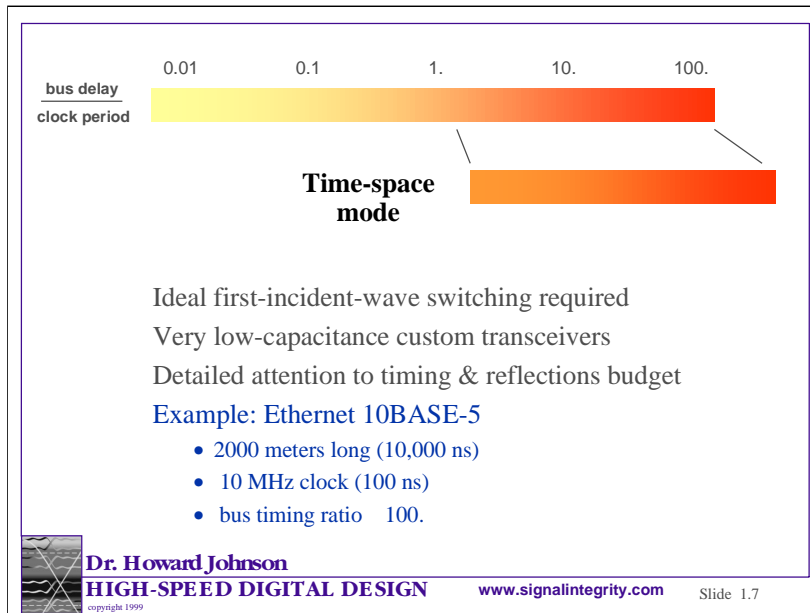 0.01 0.1 1. 10. 100.
bus delay
clock period
Time-space
mode
Ideal first-incident-wave switching required
Very low-capacitance custom transceivers
Detailed attention to timing & reflections budget
Example: Ethernet 10BASE-5
• 2000 meters long (10,000 ns)
• 10 MHz clock (100 ns)
• bus timing ratio 100.
Dr. Howard Johnson
HIGH-SPEED DIGITAL DESIGN www.signalintegrity.com Slide 1.7
copyright 1999